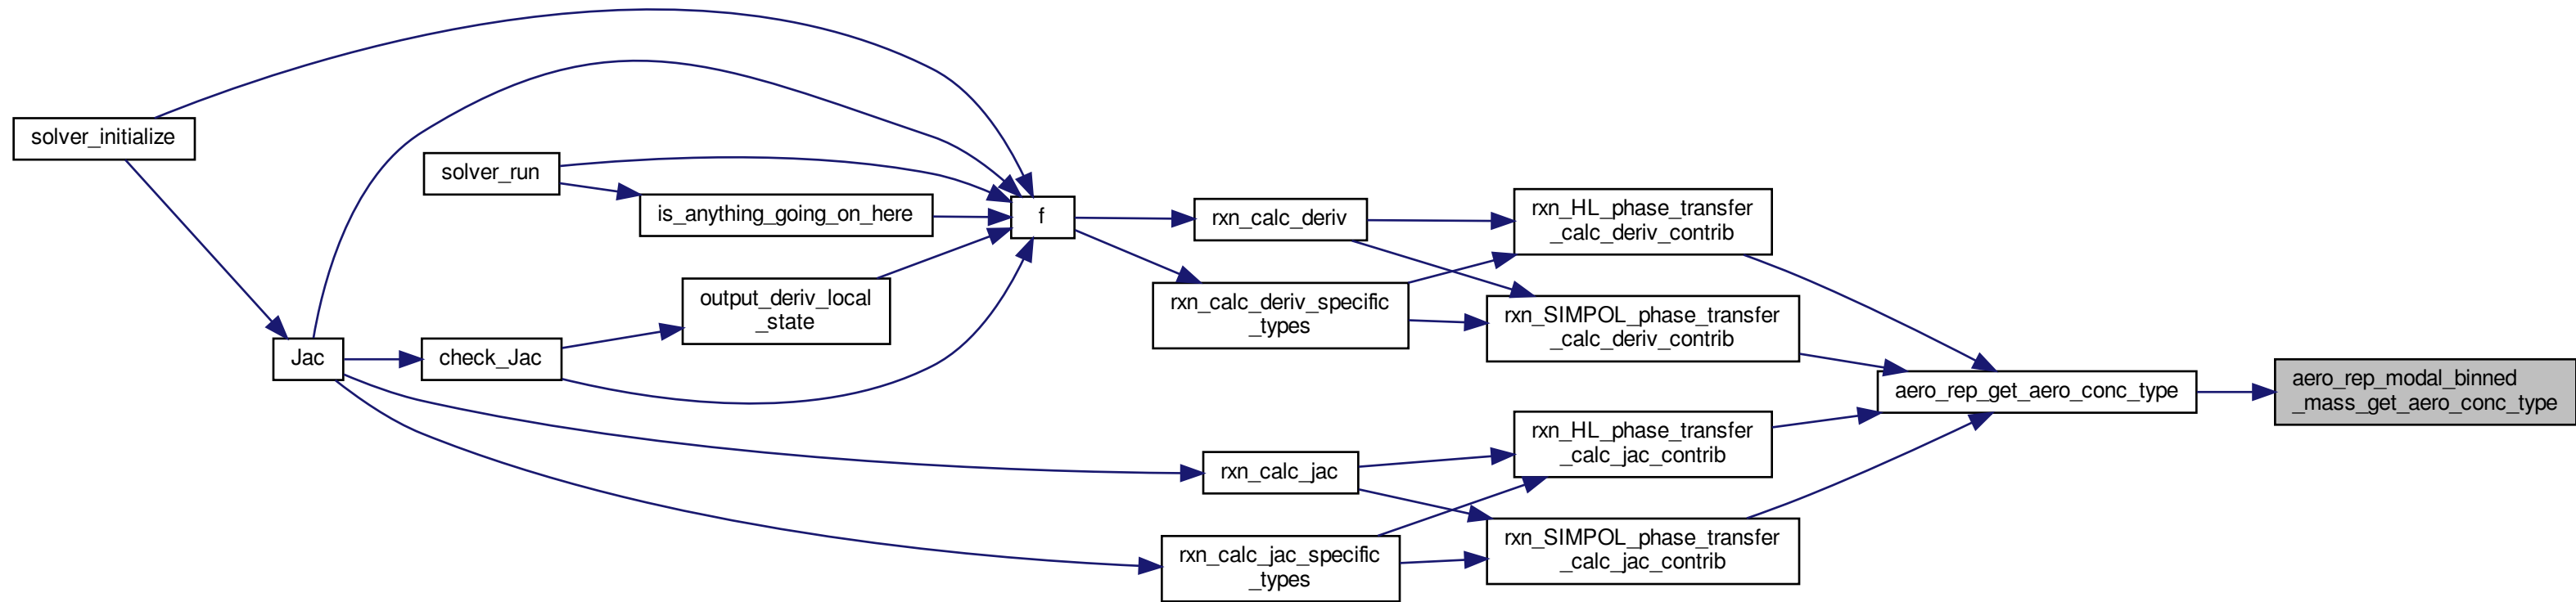 solver_initialize
solver_run
is_anything_going_on_here
output_deriv_local
_state
Jac
check_Jac
f
rxn_calc_deriv
rxn_calc_deriv_specific
_types
rxn_calc_jac
rxn_calc_jac_specific
_types
rxn_HL_phase_transfer
_calc_deriv_contrib
rxn_SIMPOL_phase_transfer
_calc_deriv_contrib
rxn_HL_phase_transfer
_calc_jac_contrib
rxn_SIMPOL_phase_transfer
_calc_jac_contrib
aero_rep_get_aero_conc_type
aero_rep_modal_binned
_mass_get_aero_conc_type